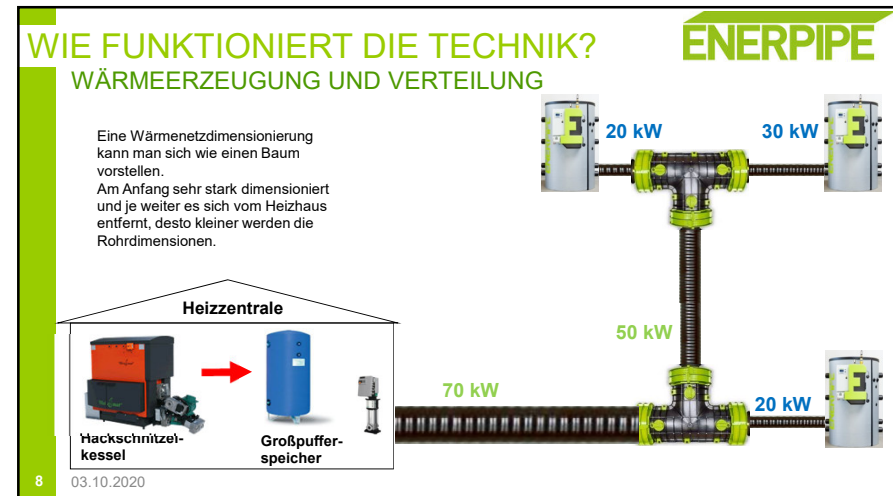 WIE FUNKTIONIERT DIE TECHNIK?
ENERPIPE
WÄRMEERZEUGUNG UND VERTEILUNG
Eine Wärmenetzdimensionierung
kann man sich wie einen Baum
vorstellen.
Am Anfang sehr stark dimensioniert
und je weiter es sich vom Heizhaus
entfernt, desto kleiner werden die
Rohrdimensionen.
20 kW
30 kW
Heizzentrale
50 kW
70 kW
20 kW
Hackschnitzel-
kessel
Großpuffer-
speicher
8
03.10.2020